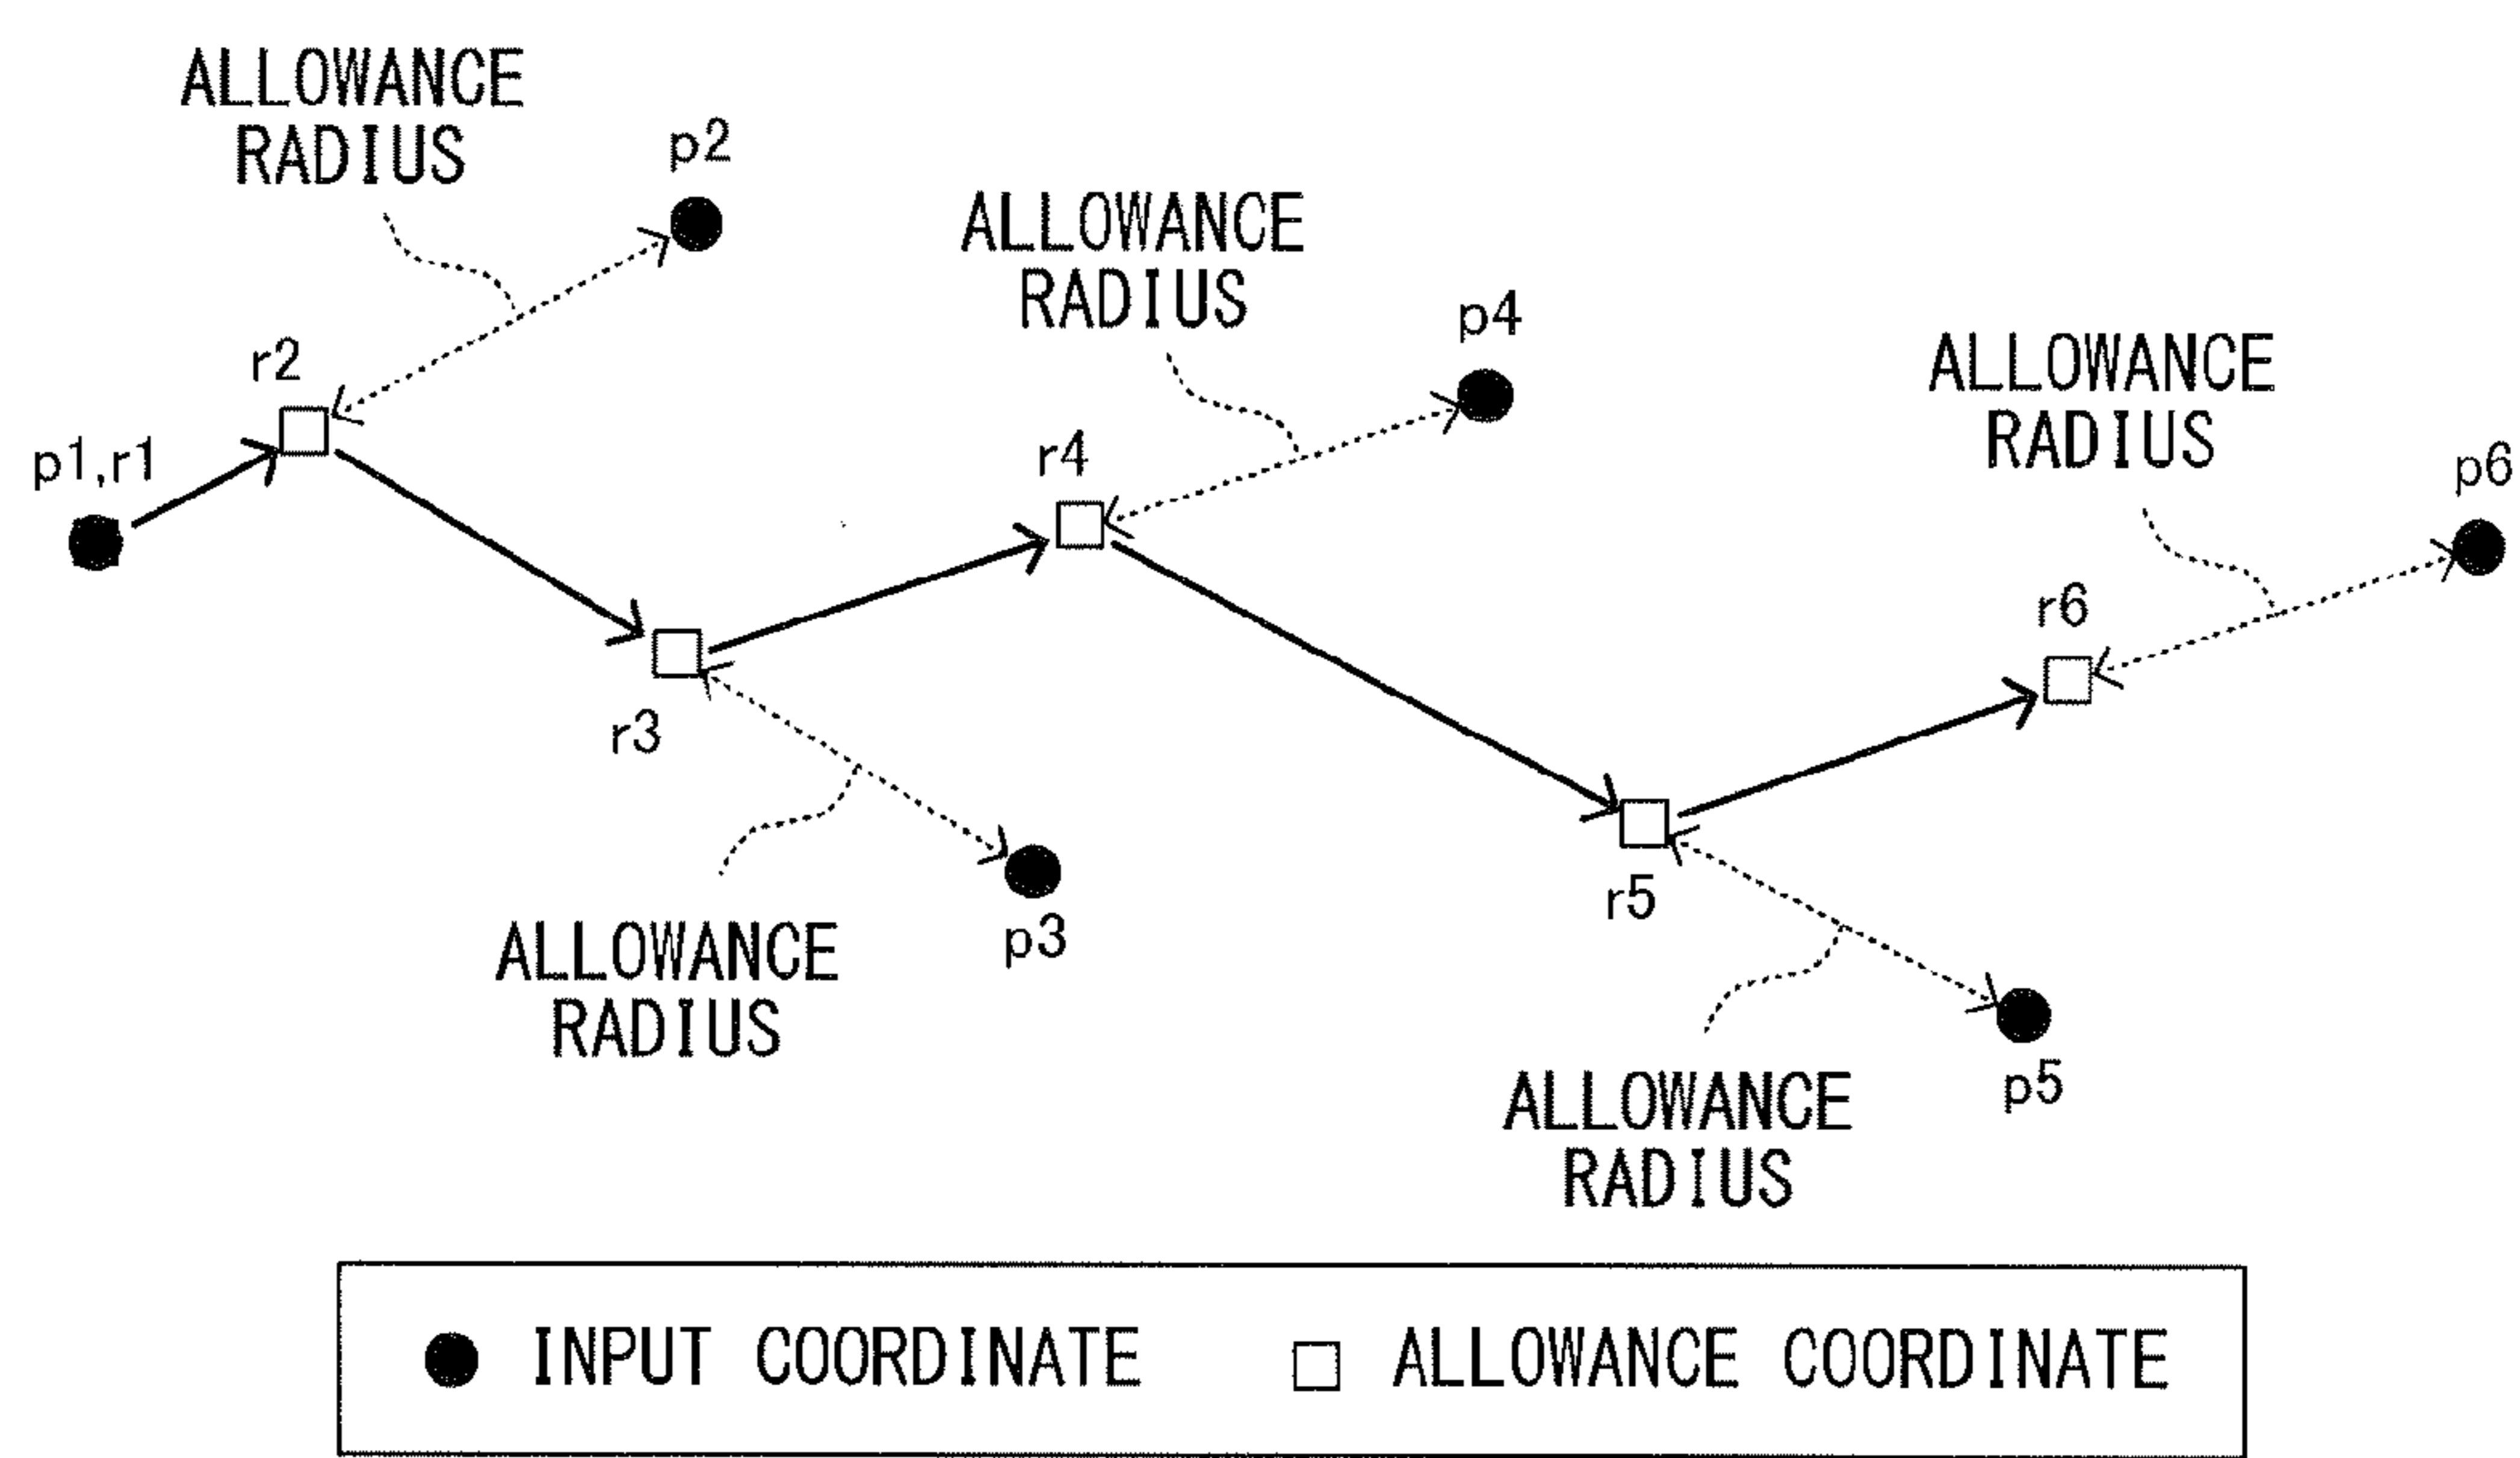 ALLOWANCE
RADIUS
p2
ALLOWANCE
RADIUS
p4
r2
ALLOWANCE
RADIUS
p1,r1
r4
p6
r6
r3
r5
p3
ALLOWANCE
RADIUS
p5
ALLOWANCE
RADIUS
INPUT COORDINATE
ALLOWANCE COORDINATE